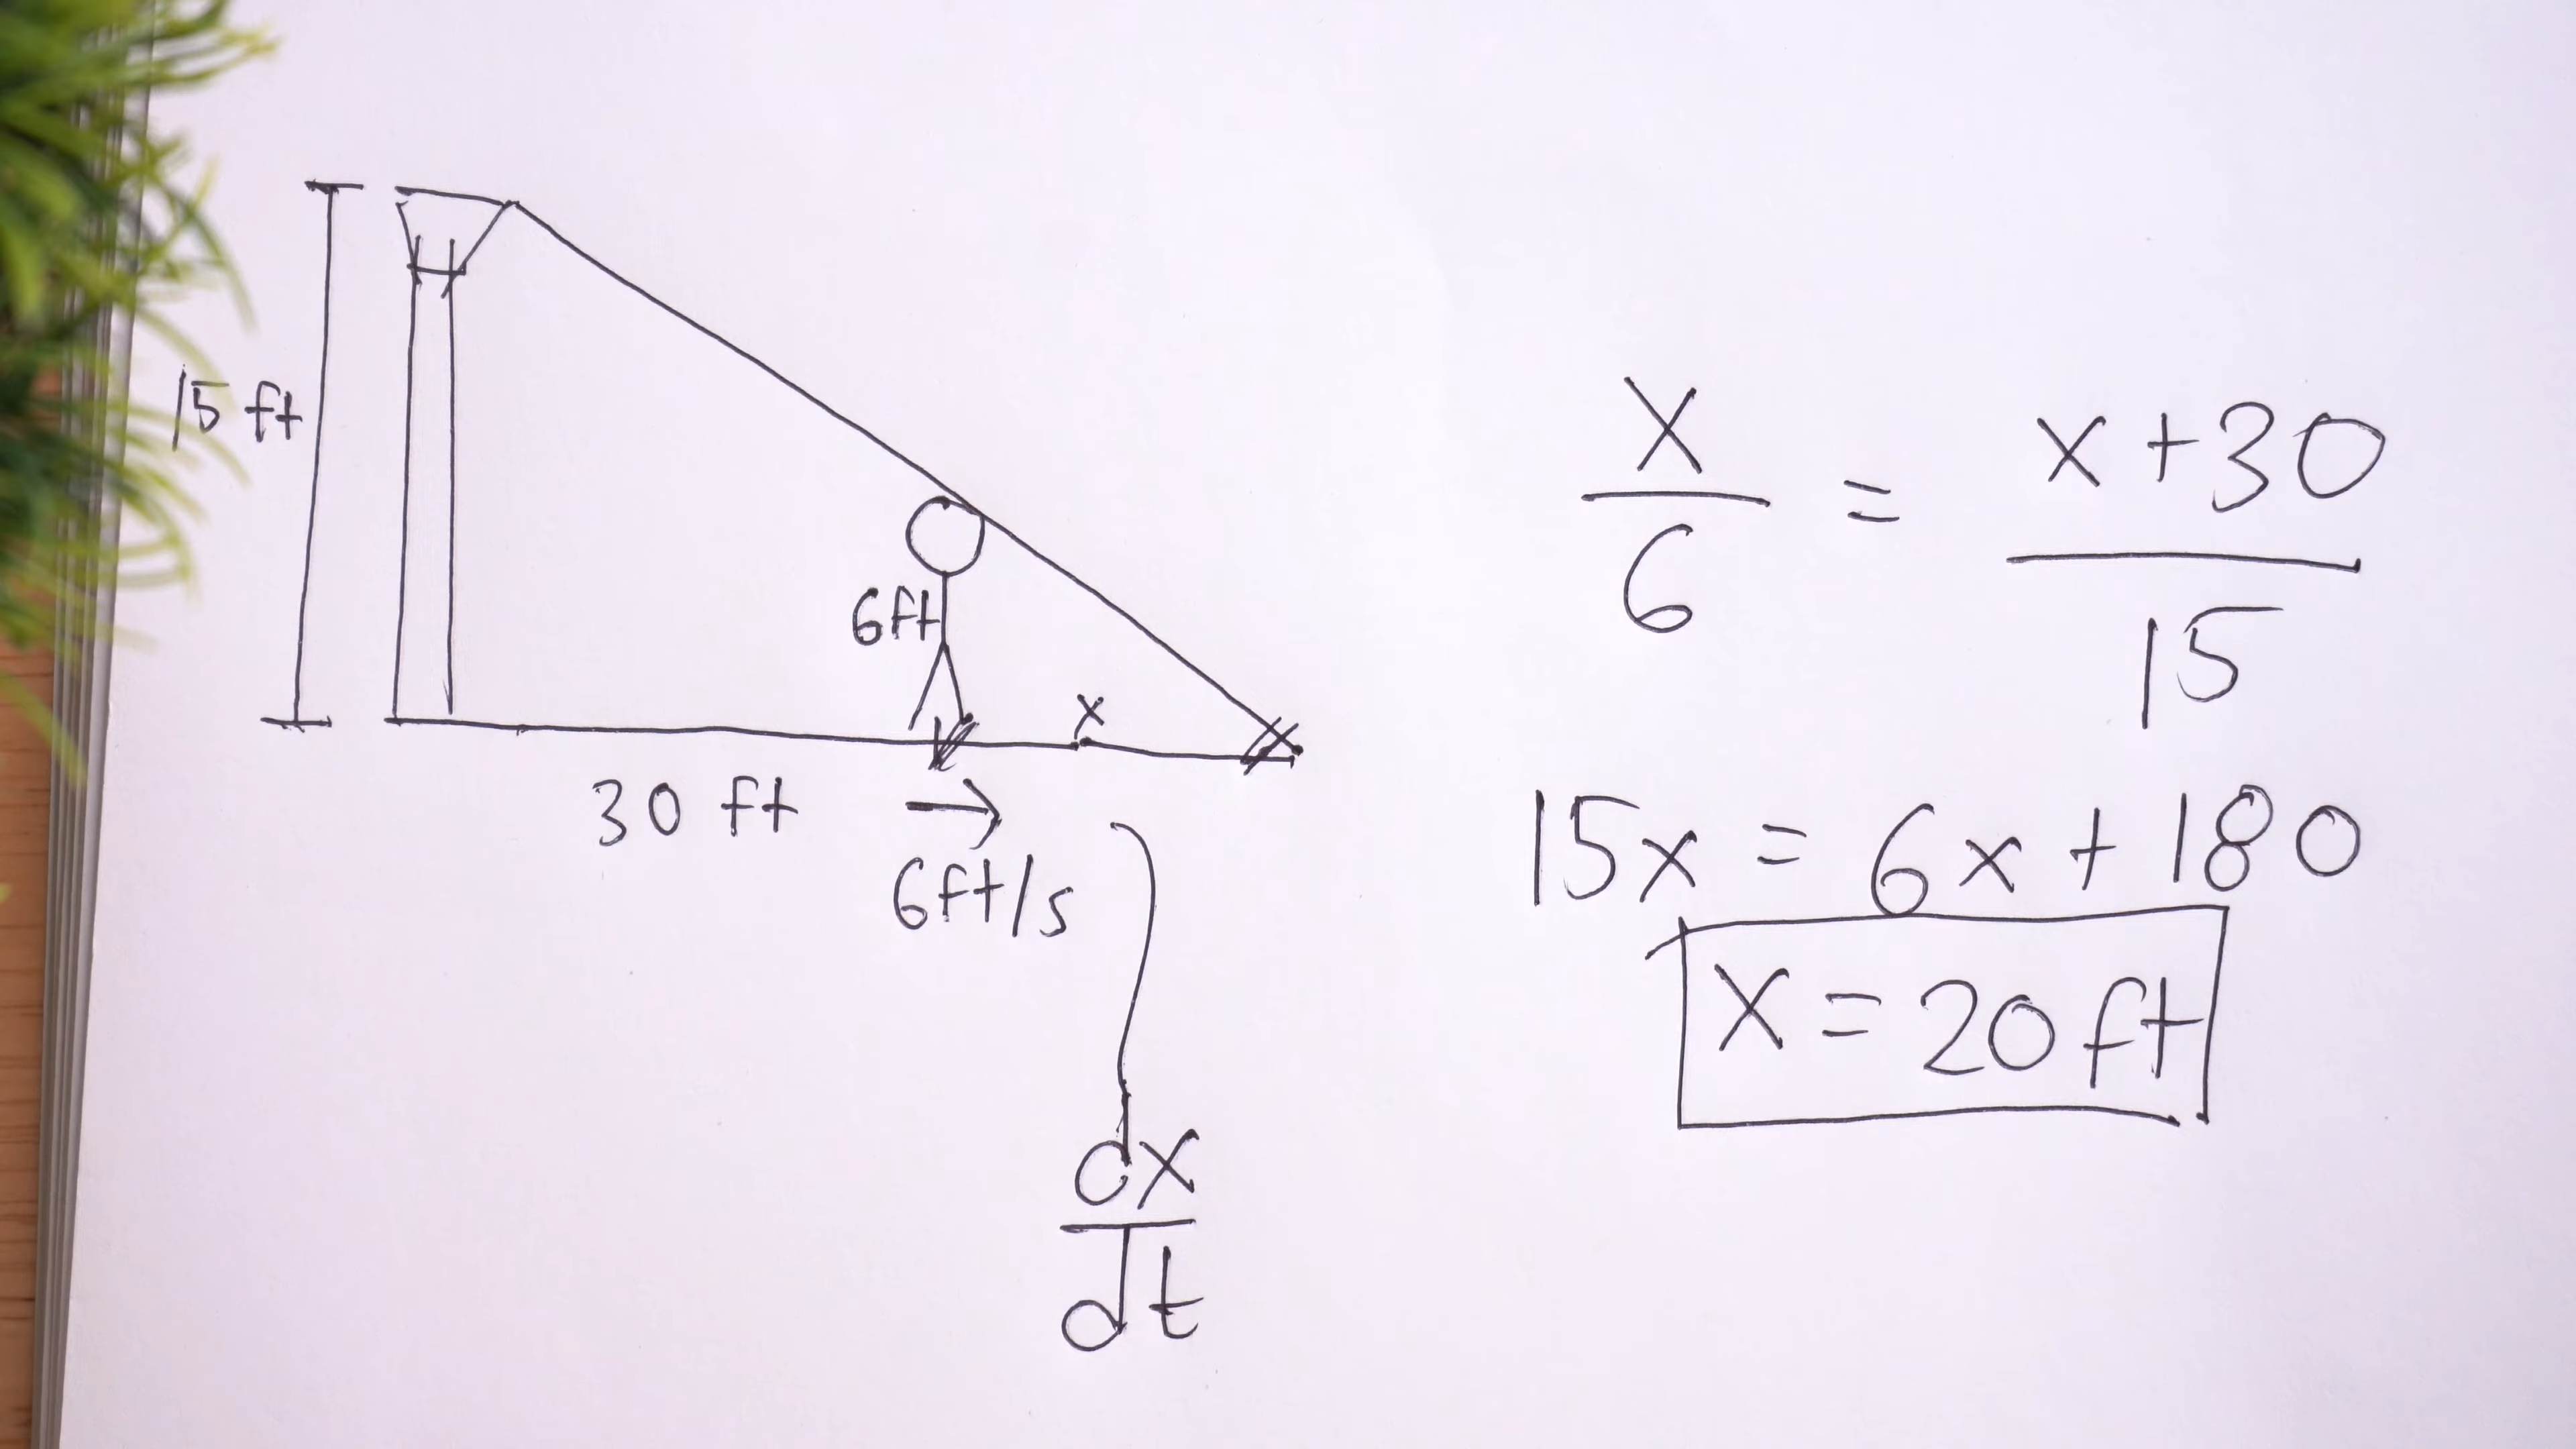 15 ft
6ft
x
30 ft →
6ft/s
dx
dt
x/6 = x+30/15
15x = 6x + 180
x = 20 ft